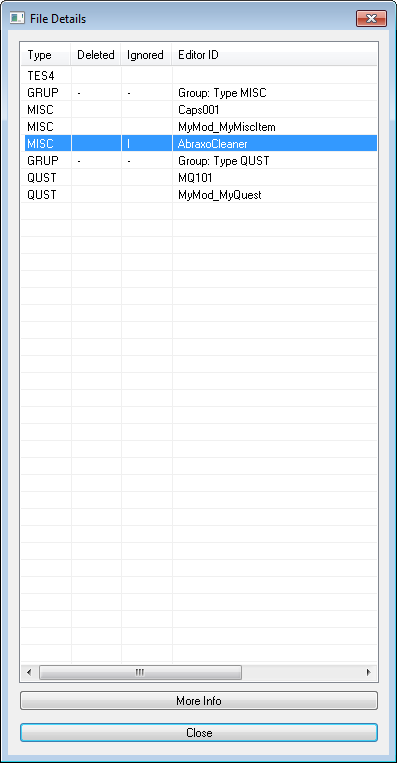 File Details
Type Deleted Ignored Editor ID
TES4
GRUP - - Group: Type MISC
MISC Caps001
MISC MyMod_MyMiscItem
MISC I AbraxoCleaner
GRUP - - Group: Type QUST
QUST MQ101
QUST MyMod_MyQuest
More Info
Close